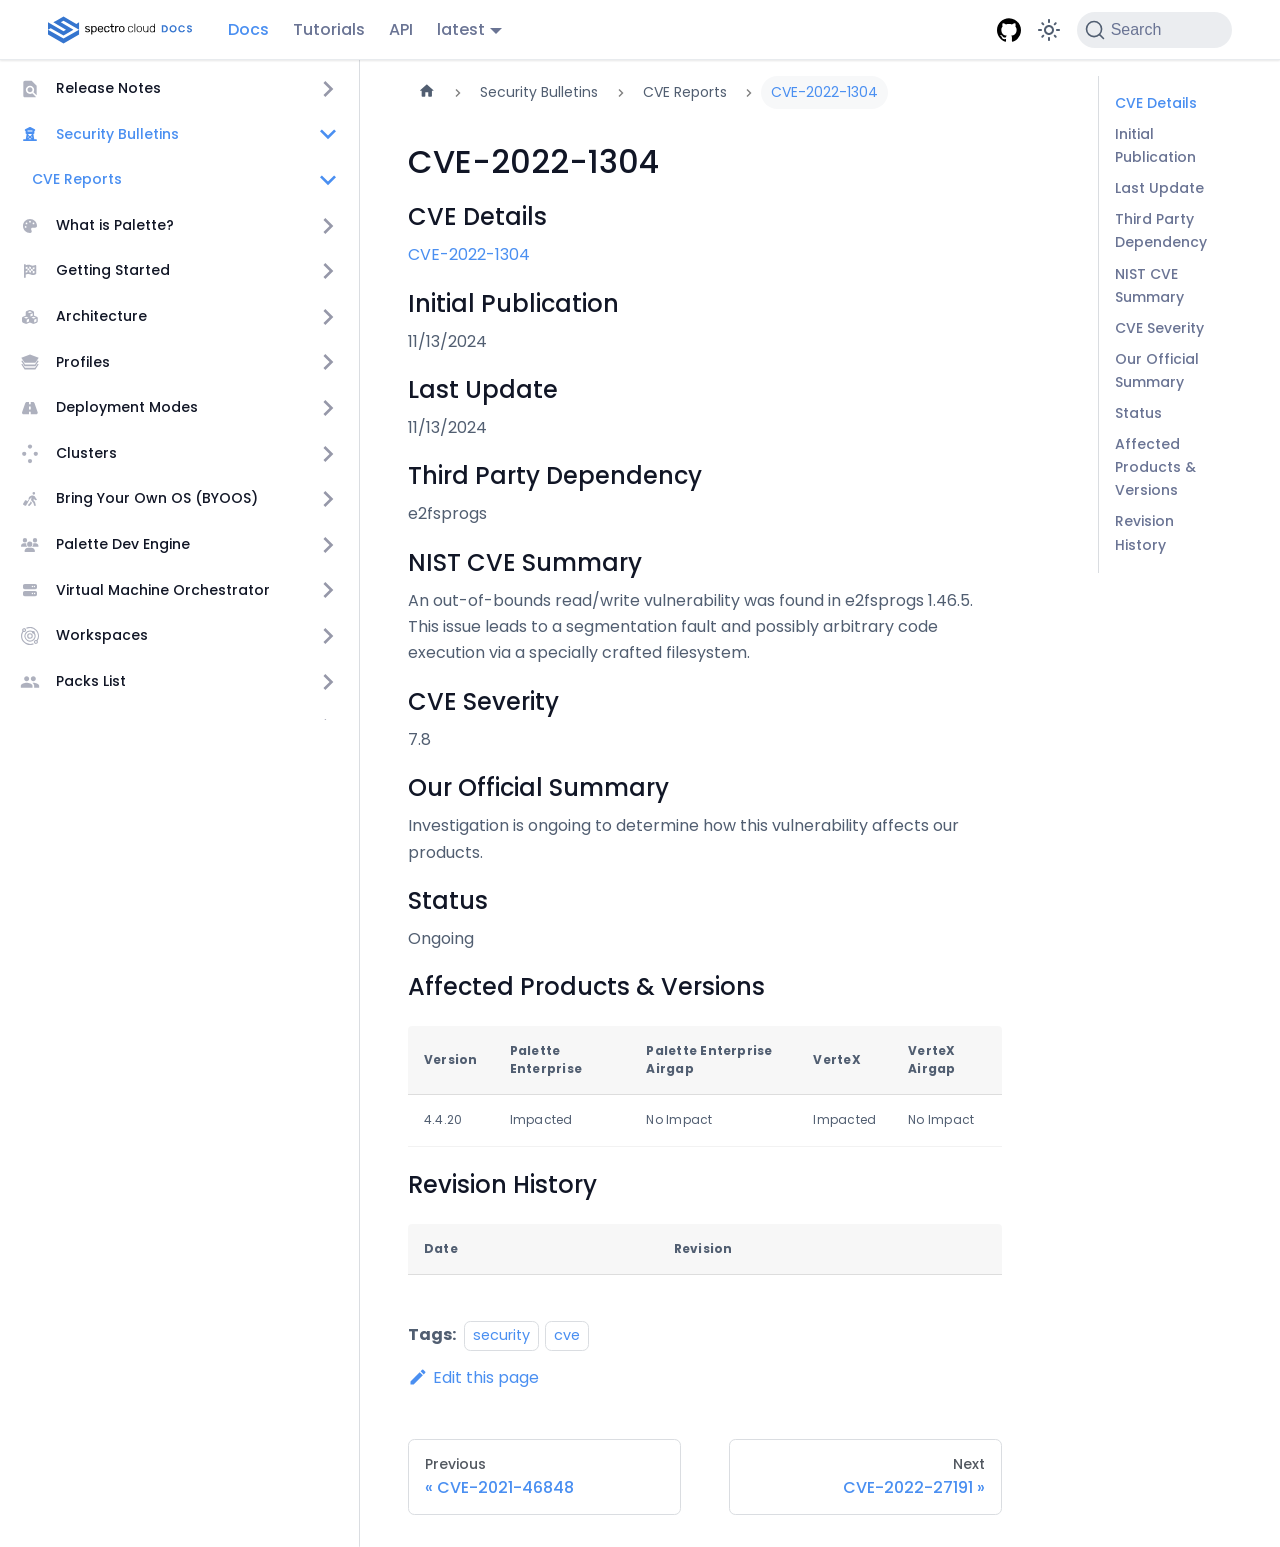 spectro cloud DOCS
Docs
Tutorials
API
latest
Search
Release Notes
Security Bulletins
CVE Reports
What is Palette?
Getting Started
Architecture
Profiles
Deployment Modes
Clusters
Bring Your Own OS (BYOOS)
Palette Dev Engine
Virtual Machine Orchestrator
Workspaces
Packs List
Security Bulletins
CVE Reports
CVE-2022-1304
CVE-2022-1304
CVE Details
CVE-2022-1304
Initial Publication
11/13/2024
Last Update
11/13/2024
Third Party Dependency
e2fsprogs
NIST CVE Summary
An out-of-bounds read/write vulnerability was found in e2fsprogs 1.46.5.
This issue leads to a segmentation fault and possibly arbitrary code
execution via a specially crafted filesystem.
CVE Severity
7.8
Our Official Summary
Investigation is ongoing to determine how this vulnerability affects our
products.
Status
Ongoing
Affected Products & Versions
Version
Palette
Enterprise
Palette Enterprise
Airgap
VerteX
VerteX
Airgap
4.4.20
Impacted
No Impact
Impacted
No Impact
Revision History
Date
Revision
Tags:
security
cve
Edit this page
Previous
« CVE-2021-46848
Next
CVE-2022-27191 »
CVE Details
Initial
Publication
Last Update
Third Party
Dependency
NIST CVE
Summary
CVE Severity
Our Official
Summary
Status
Affected
Products &
Versions
Revision
History